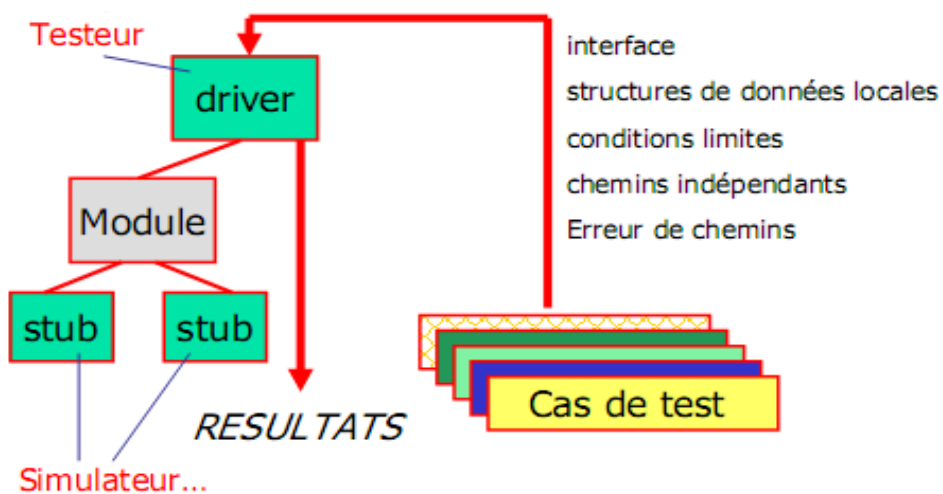 Testeur
driver
Module
stub
stub
Simulateur...
RESULTATS
interface
structures de données locales
conditions limites
chemins indépendants
Erreur de chemins
Cas de test